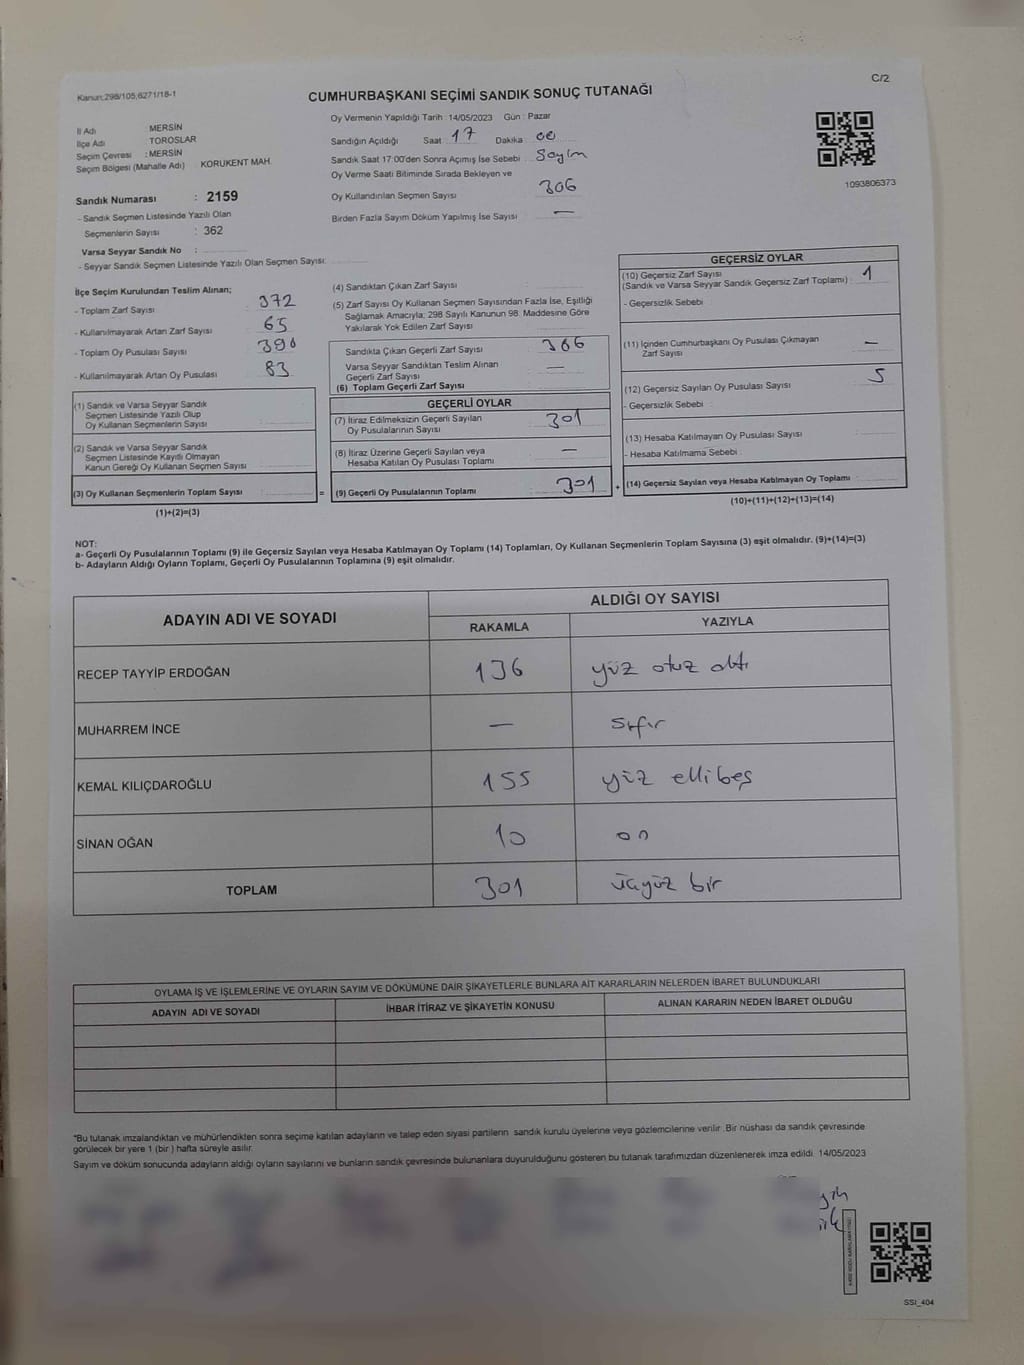 Kanun:298/105,6271/18-1
C/2
CUMHURBAŞKANI SEÇİMİ SANDIK SONUÇ TUTANAĞI
İl Adı MERSİN
İlçe Adı TOROSLAR
Seçim Çevresi : MERSİN
Seçim Bölgesi (Mahalle Adı) KORUKENT MAH.
Sandık Numarası : 2159
- Sandık Seçmen Listesinde Yazılı Olan
Seçmenlerin Sayısı : 362
Varsa Seyyar Sandık No :
- Seyyar Sandık Seçmen Listesinde Yazılı Olan Seçmen Sayısı:
Oy Vermenin Yapıldığı Tarih : 14/05/2023 Gün : Pazar
Sandığın Açıldığı Saat 17 Dakika 00
Sandık Saat 17:00'den Sonra Açımış İse Sebebi Sayım
Oy Verme Saati Bitiminde Sırada Bekleyen ve
Oy Kullandırılan Seçmen Sayısı 306
Birden Fazla Sayım Döküm Yapılmış İse Sayısı —
1093806373
İlçe Seçim Kurulundan Teslim Alınan;
- Toplam Zarf Sayısı 372
- Kullanılmayarak Artan Zarf Sayısı 65
- Toplam Oy Pusulası Sayısı 390
- Kullanılmayarak Artan Oy Pusulası 83
(1) Sandık ve Varsa Seyyar Sandık
Seçmen Listesinde Yazılı Olup
Oy Kullanan Seçmenlerin Sayısı
(2) Sandık ve Varsa Seyyar Sandık
Seçmen Listesinde Kayıtlı Olmayan
Kanun Gereği Oy Kullanan Seçmen Sayısı
(3) Oy Kullanan Seçmenlerin Toplam Sayısı
(1)+(2)=(3)
=
(4) Sandıktan Çıkan Zarf Sayısı
(5) Zarf Sayısı Oy Kullanan Seçmen Sayısından Fazla İse, Eşitliği
Sağlamak Amacıyla; 298 Sayılı Kanunun 98. Maddesine Göre
Yakılarak Yok Edilen Zarf Sayısı
Sandıkta Çıkan Geçerli Zarf Sayısı 366
Varsa Seyyar Sandıktan Teslim Alınan
Geçerli Zarf Sayısı —
(6) Toplam Geçerli Zarf Sayısı
GEÇERLİ OYLAR
(7) İtiraz Edilmeksizin Geçerli Sayılan
Oy Pusulalarının Sayısı 301
(8) İtiraz Üzerine Geçerli Sayılan veya
Hesaba Katılan Oy Pusulası Toplamı —
(9) Geçerli Oy Pusulalarının Toplamı 301
+
GEÇERSİZ OYLAR
(10) Geçersiz Zarf Sayısı
(Sandık ve Varsa Seyyar Sandık Geçersiz Zarf Toplamı) : 1
- Geçersizlik Sebebi
(11) İçinden Cumhurbaşkanı Oy Pusulası Çıkmayan
Zarf Sayısı —
(12) Geçersiz Sayılan Oy Pusulası Sayısı 5
- Geçersizlik Sebebi
(13) Hesaba Katılmayan Oy Pusulası Sayısı
- Hesaba Katılmama Sebebi
(14) Geçersiz Sayılan veya Hesaba Katılmayan Oy Toplamı
(10)+(11)+(12)+(13)=(14)
NOT:
a- Geçerli Oy Pusulalarının Toplamı (9) ile Geçersiz Sayılan veya Hesaba Katılmayan Oy Toplamı (14) Toplamları, Oy Kullanan Seçmenlerin Toplam Sayısına (3) eşit olmalıdır. (9)+(14)=(3)
b- Adayların Aldığı Oyların Toplamı, Geçerli Oy Pusulalarının Toplamına (9) eşit olmalıdır.
ADAYIN ADI VE SOYADI ALDIĞI OY SAYISI
RAKAMLA YAZIYLA
RECEP TAYYİP ERDOĞAN 136 yüz otuz altı
MUHARREM İNCE — sıfır
KEMAL KILIÇDAROĞLU 155 yüz ellibeş
SİNAN OĞAN 10 on
TOPLAM 301 üçyüz bir
OYLAMA İŞ VE İŞLEMLERİNE VE OYLARIN SAYIM VE DÖKÜMÜNE DAİR ŞİKAYETLERLE BUNLARA AİT KARARLARIN NELERDEN İBARET BULUNDUKLARI
ADAYIN ADI VE SOYADI İHBAR İTİRAZ VE ŞİKAYETİN KONUSU ALINAN KARARIN NEDEN İBARET OLDUĞU
*Bu tutanak imzalandıktan ve mühürlendikten sonra seçime katılan adayların ve talep eden siyasi partilerin sandık kurulu üyelerine veya gözlemcilerine verilir. Bir nüshası da sandık çevresinde
görülecek bir yere 1 (bir ) hafta süreyle asılır.
Sayım ve döküm sonucunda adayların aldığı oyların sayılarını ve bunların sandık çevresinde bulunanlara duyurulduğunu gösteren bu tutanak tarafımızdan düzenlenerek imza edildi. 14/05/2023
SSI_404